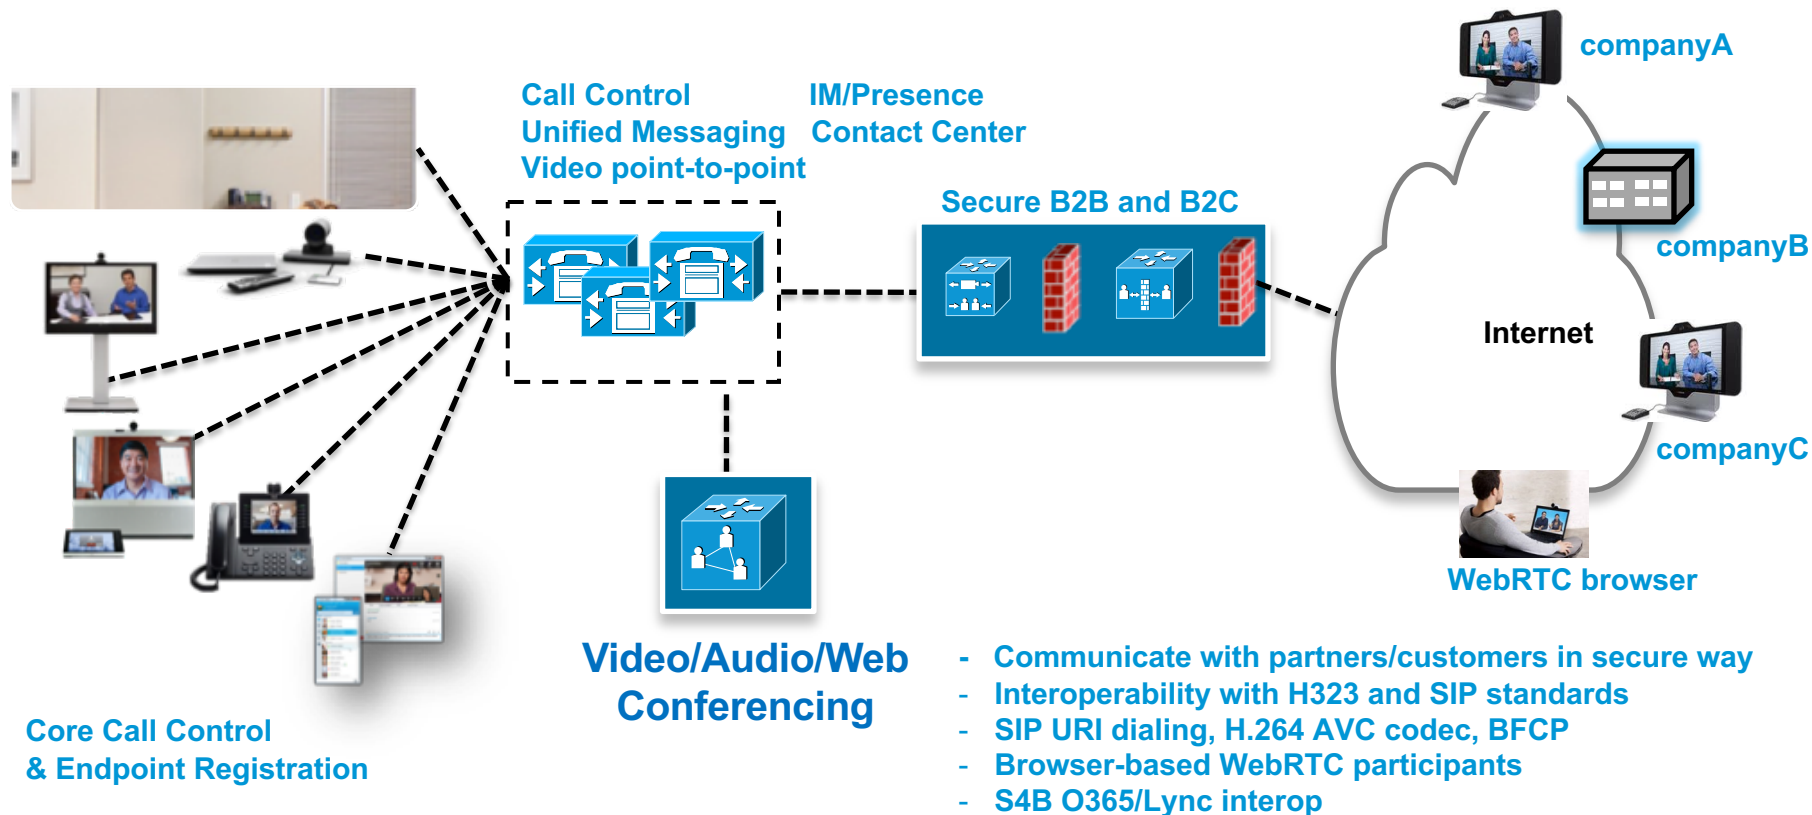 companyA
Call Control
Unified Messaging
Video point-to-point
IM/Presence
Contact Center
Secure B2B and B2C
companyB
Internet
companyC
WebRTC browser
Video/Audio/Web
Conferencing
Core Call Control
& Endpoint Registration
- Communicate with partners/customers in secure way
- Interoperability with H323 and SIP standards
- SIP URI dialing, H.264 AVC codec, BFCP
- Browser-based WebRTC participants
- S4B O365/Lync interop